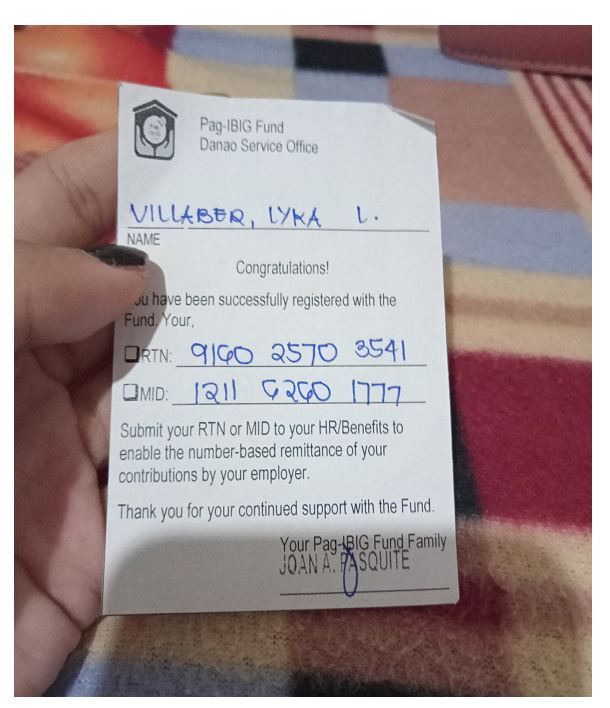 Pag-IBIG Fund
Danao Service Office
VILLABER, LYKA L.
NAME
Congratulations!
have been successfully registered with the
Fund. Your,
RTN: 9160 2570 3541
MID: 1211 6260 1777
Submit your RTN or MID to your HR/Benefits to
enable the number-based remittance of your
contributions by your employer.
Thank you for your continued support with the Fund.
Your Pag-IBIG Fund Family
JOAN A. PASQUITE